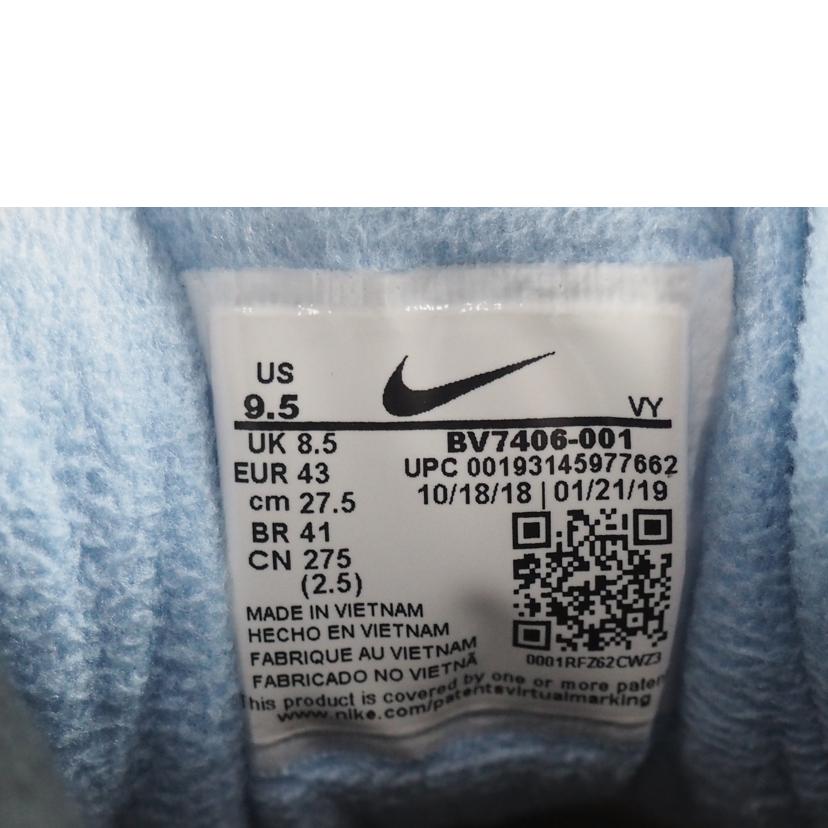 US
9.5 VY
UK 8.5 BV7406-001
EUR 43 UPC 00193145977662
cm 27.5 10/18/18 | 01/21/19
BR 41
CN 275
(2.5)
MADE IN VIETNAM
HECHO EN VIETNAM
FABRIQUE AU VIETNAM
FABRICADO NO VIETNÃ
0001RFZ62CWZ3
This product is covered by one or more paten
www.nike.com/patentsvirtualmarking